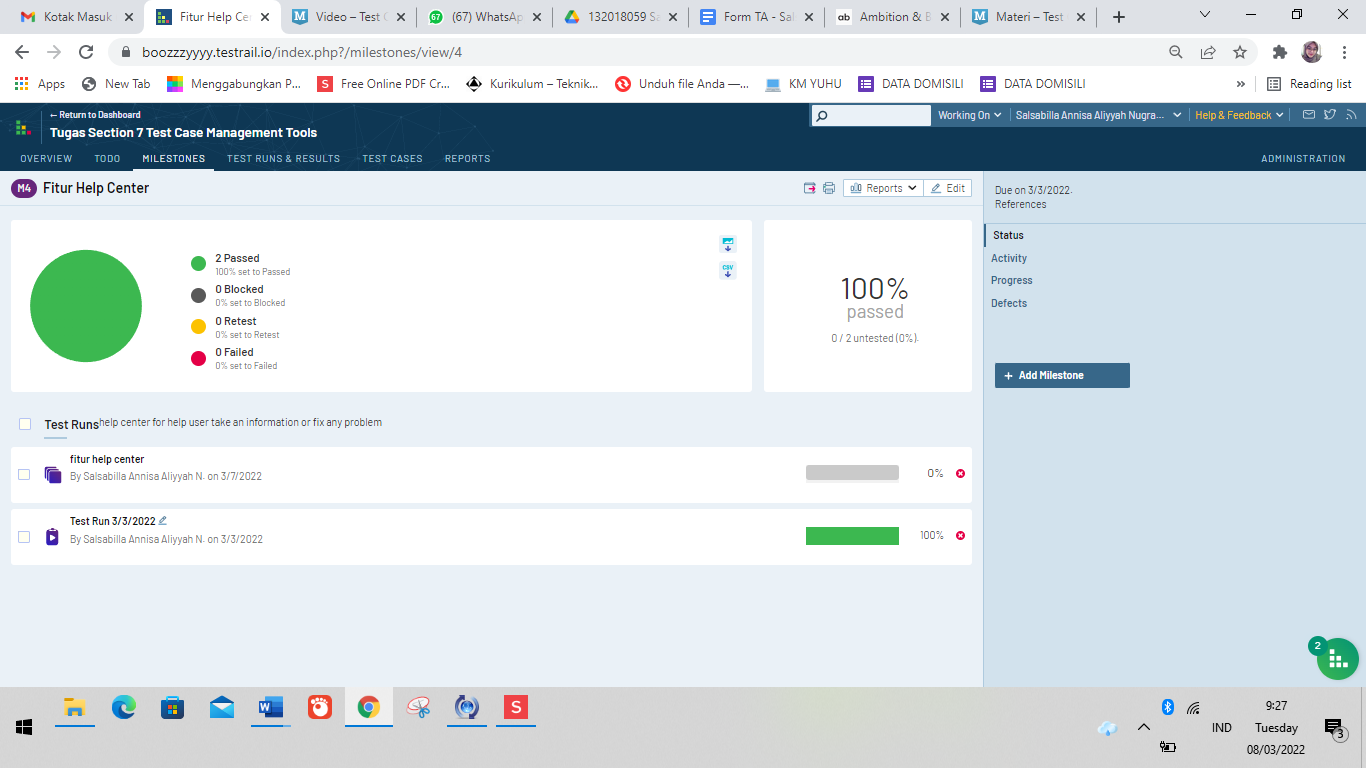 Kotak Masuk
Fitur Help Ce
Video – Test C
(67) WhatsAp
132018059 Sa
Form TA - Sal
Ambition & B
Materi – Test
boozzzyyyy.testrail.io/index.php?/milestones/view/4
Apps
New Tab
Menggabungkan P...
Free Online PDF Cr...
Kurikulum – Teknik...
Unduh file Anda —...
KM YUHU
DATA DOMISILI
DATA DOMISILI
»
Reading list
← Return to Dashboard
Tugas Section 7 Test Case Management Tools
Working On
Salsabilla Annisa Aliyyah Nugra...
Help & Feedback
OVERVIEW
TODO
MILESTONES
TEST RUNS & RESULTS
TEST CASES
REPORTS
ADMINISTRATION
M4
Fitur Help Center
Reports
Edit
2 Passed
100% set to Passed
0 Blocked
0% set to Blocked
0 Retest
0% set to Retest
0 Failed
0% set to Failed
CSV
100%
passed
0 / 2 untested (0%).
Test Runs
help center for help user take an information or fix any problem
fitur help center
By Salsabilla Annisa Aliyyah N. on 3/7/2022
0%
Test Run 3/3/2022
By Salsabilla Annisa Aliyyah N. on 3/3/2022
100%
Due on 3/3/2022.
References
Status
Activity
Progress
Defects
+ Add Milestone
2
IND
9:27
Tuesday
08/03/2022
3